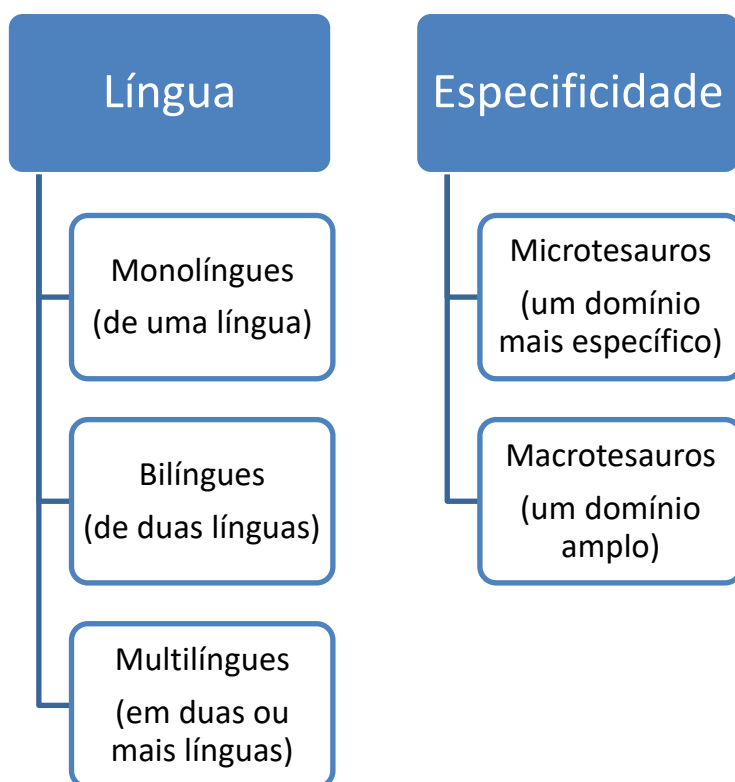 Língua
Monolíngues
(de uma língua)
Bilíngues
(de duas línguas)
Multilíngues
(em duas ou
mais línguas)
Especificidade
Microtesauros
(um domínio
mais específico)
Macrotesauros
(um domínio
amplo)